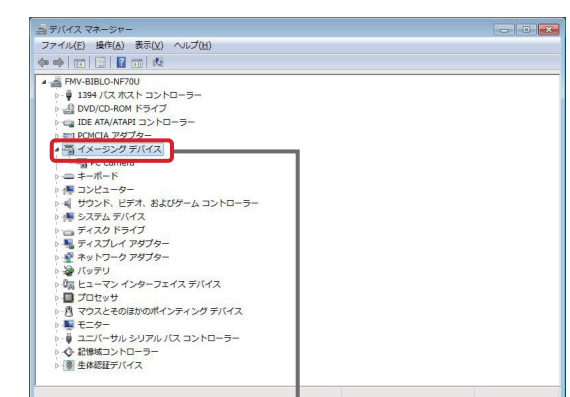 デバイス マネージャー
ファイル(F) 操作(A) 表示(V) ヘルプ(H)
FMV-BIBLO-NF70U
1394 バス ホスト コントローラー
DVD/CD-ROM ドライブ
IDE ATA/ATAPI コントローラー
PCMCIA アダプター
イメージング デバイス
PC Camera
キーボード
コンピューター
サウンド、ビデオ、およびゲーム コントローラー
システム デバイス
ディスク ドライブ
ディスプレイ アダプター
ネットワーク アダプター
バッテリ
ヒューマン インターフェイス デバイス
プロセッサ
マウスとそのほかのポインティング デバイス
モニター
ユニバーサル シリアル バス コントローラー
記憶域コントローラー
生体認証デバイス